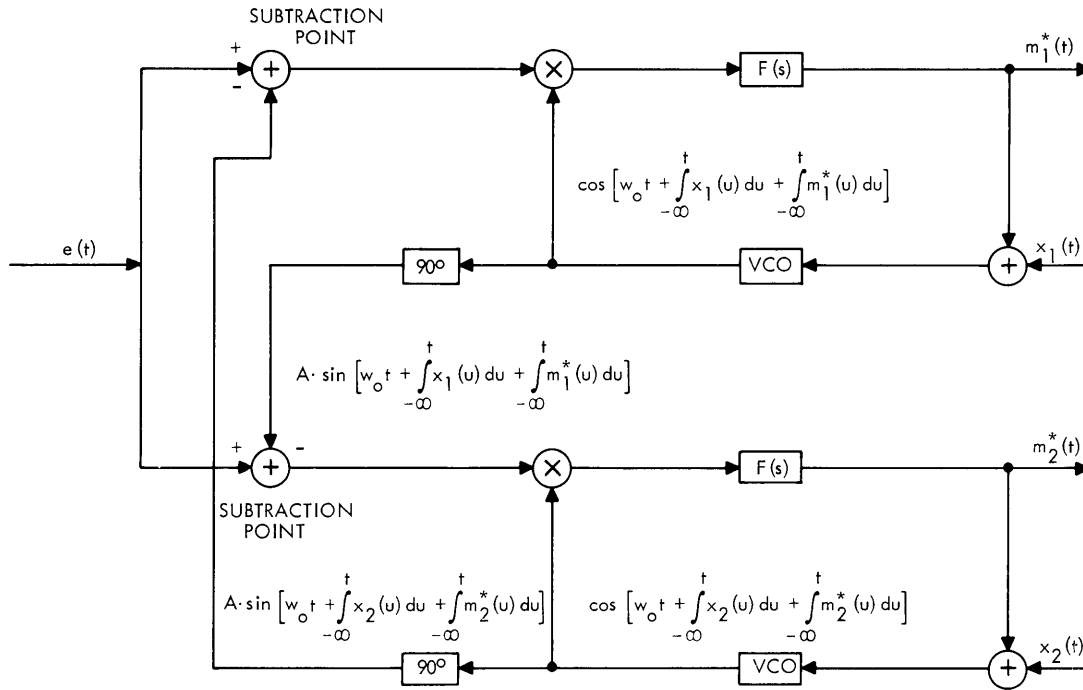 SUBTRACTION
POINT
+
-
+
×
F(s)
m₁*(t)
cos [w₀t + ∫₋∞ᵗ x₁(u) du + ∫₋∞ᵗ m₁*(u) du]
e(t)
90°
VCO
+
x₁(t)
A· sin [w₀t + ∫₋∞ᵗ x₁(u) du + ∫₋∞ᵗ m₁*(u) du]
+
-
+
×
F(s)
m₂*(t)
SUBTRACTION
POINT
A· sin [w₀t + ∫₋∞ᵗ x₂(u) du + ∫₋∞ᵗ m₂*(u) du]
cos [w₀t + ∫₋∞ᵗ x₂(u) du + ∫₋∞ᵗ m₂*(u) du]
90°
VCO
+
x₂(t)